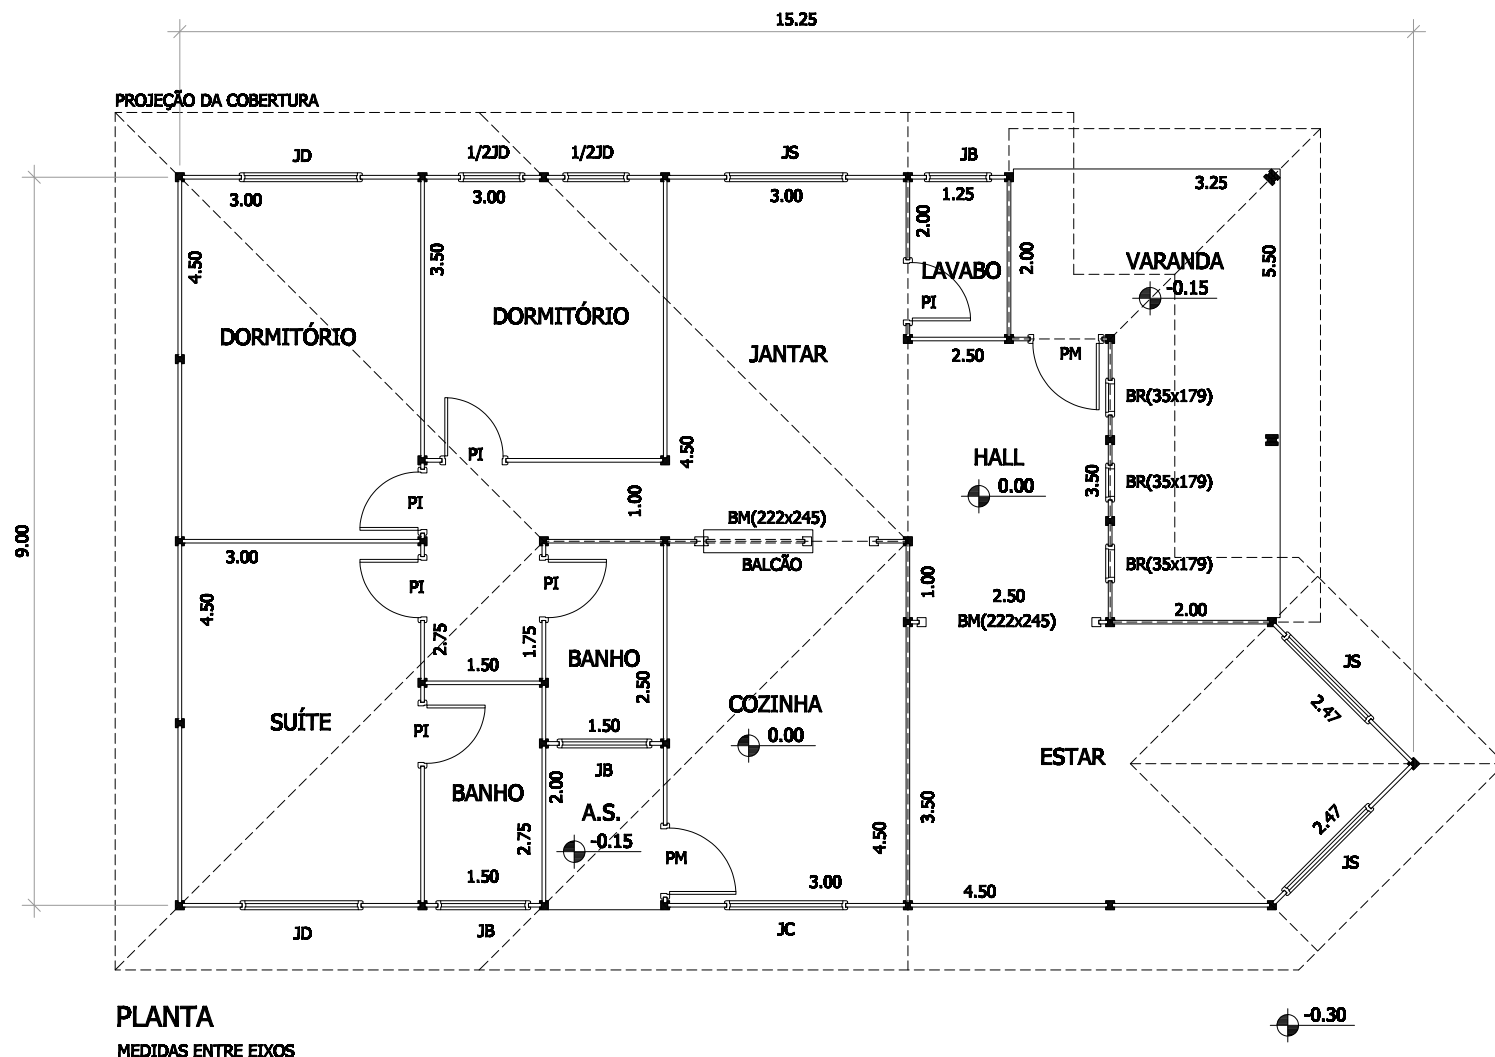 15.25
PROJEÇÃO DA COBERTURA
JD
1/2JD
1/2JD
JS
JB
3.00
3.00
3.00
1.25
3.25
4.50
3.50
2.00
2.00
5.50
LAVABO
VARANDA
-0.15
PI
DORMITÓRIO
DORMITÓRIO
JANTAR
2.50
PM
BR(35x179)
PI
4.50
HALL
0.00
3.50
BR(35x179)
PI
1.00
BM(222x245)
9.00
3.00
BALCÃO
BR(35x179)
PI
PI
1.00
4.50
2.50
BM(222x245)
2.00
2.75
1.75
1.50
BANHO
2.50
JS
2.47
SUÍTE
PI
1.50
COZINHA
0.00
ESTAR
JB
BANHO
2.00
A.S.
-0.15
3.50
2.47
2.75
4.50
PM
JS
1.50
3.00
4.50
JD
JB
JC
PLANTA
-0.30
MEDIDAS ENTRE EIXOS